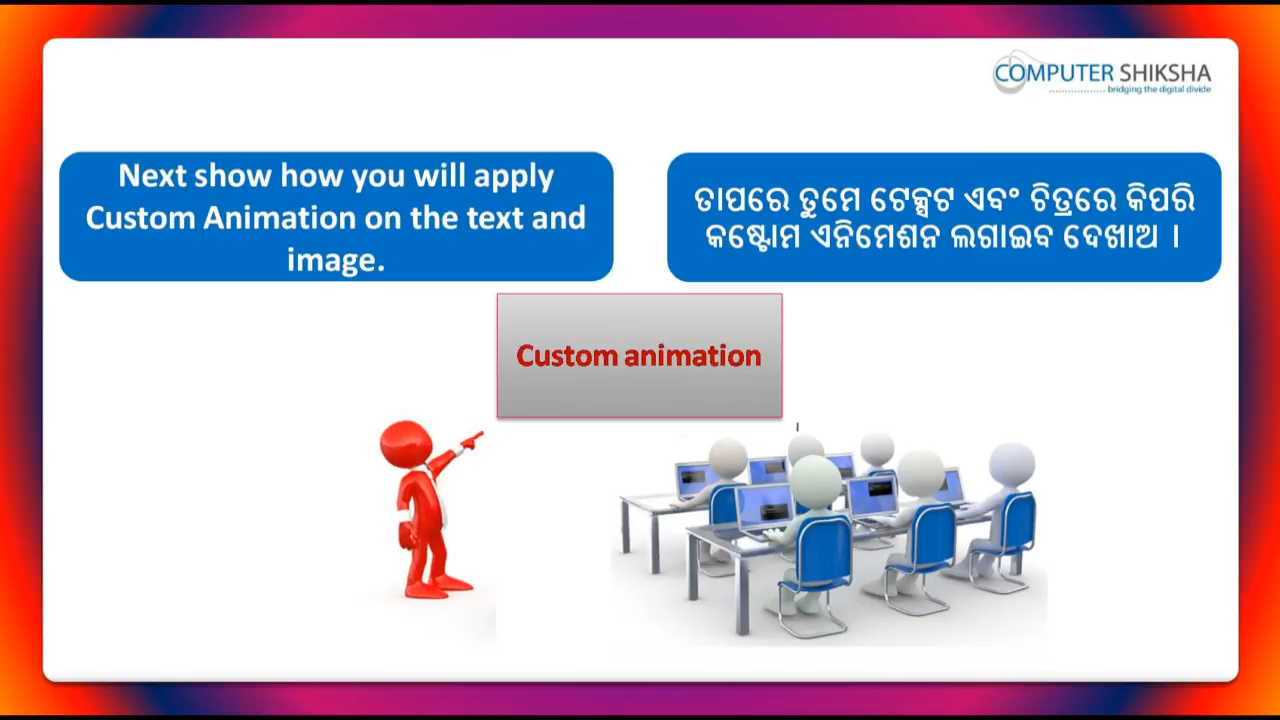 COMPUTER SHIKSHA
bridging the digital divide
Next show how you will apply
Custom Animation on the text and
image.
ତାପରେ ତୁମେ ଟେକ୍ସଟ ଏବଂ ଚିତ୍ରରେ କିପରି
କଷ୍ଟୋମ ଏନିମେଶନ ଲଗାଇବ ଦେଖାଅ ।
Custom animation